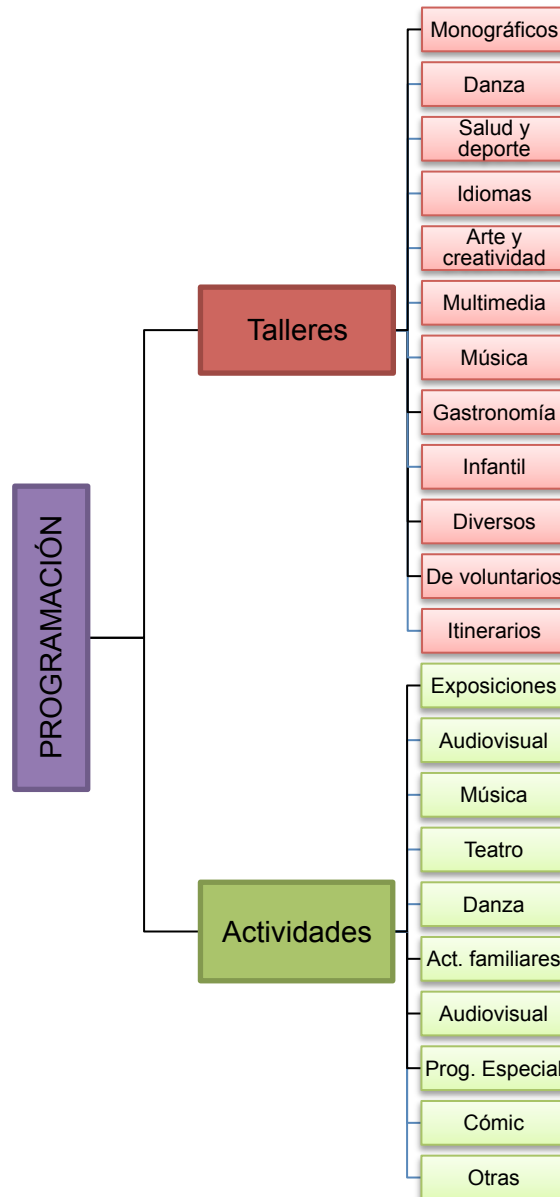 PROGRAMACIÓN
Talleres
Monográficos
Danza
Salud y
deporte
Idiomas
Arte y
creatividad
Multimedia
Música
Gastronomía
Infantil
Diversos
De voluntarios
Itinerarios
Actividades
Exposiciones
Audiovisual
Música
Teatro
Danza
Act. familiares
Audiovisual
Prog. Especial
Cómic
Otras